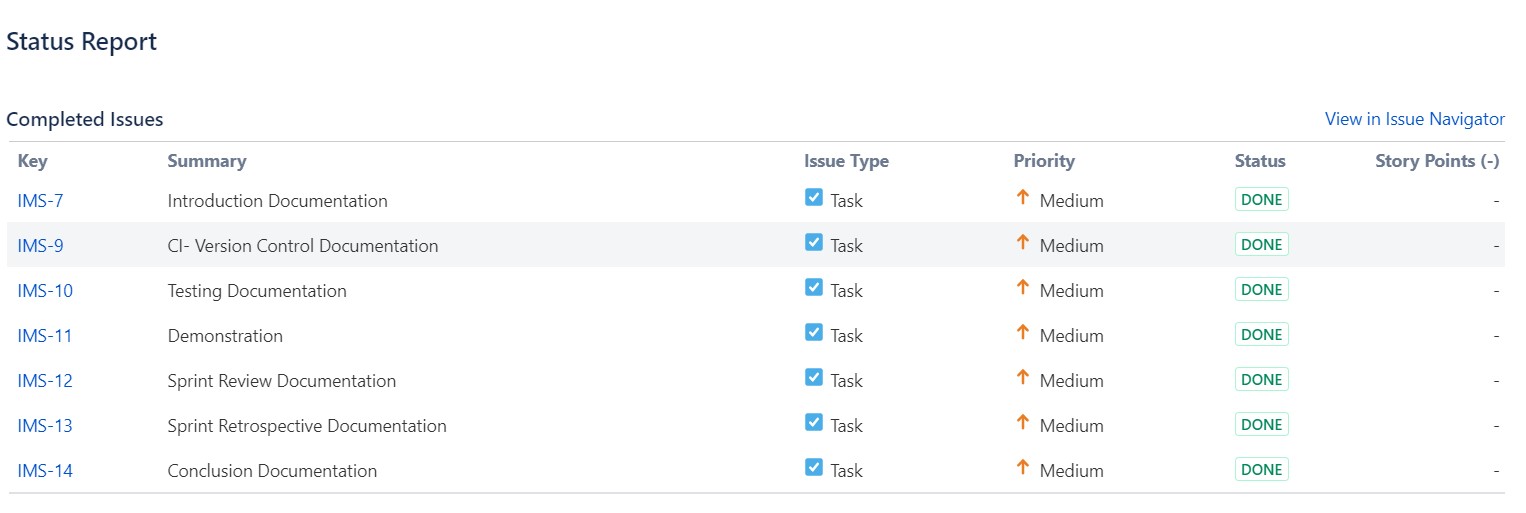 Status Report
Completed Issues View in Issue Navigator
Key Summary Issue Type Priority Status Story Points (-)
IMS-7 Introduction Documentation Task Medium DONE -
IMS-9 CI- Version Control Documentation Task Medium DONE -
IMS-10 Testing Documentation Task Medium DONE -
IMS-11 Demonstration Task Medium DONE -
IMS-12 Sprint Review Documentation Task Medium DONE -
IMS-13 Sprint Retrospective Documentation Task Medium DONE -
IMS-14 Conclusion Documentation Task Medium DONE -